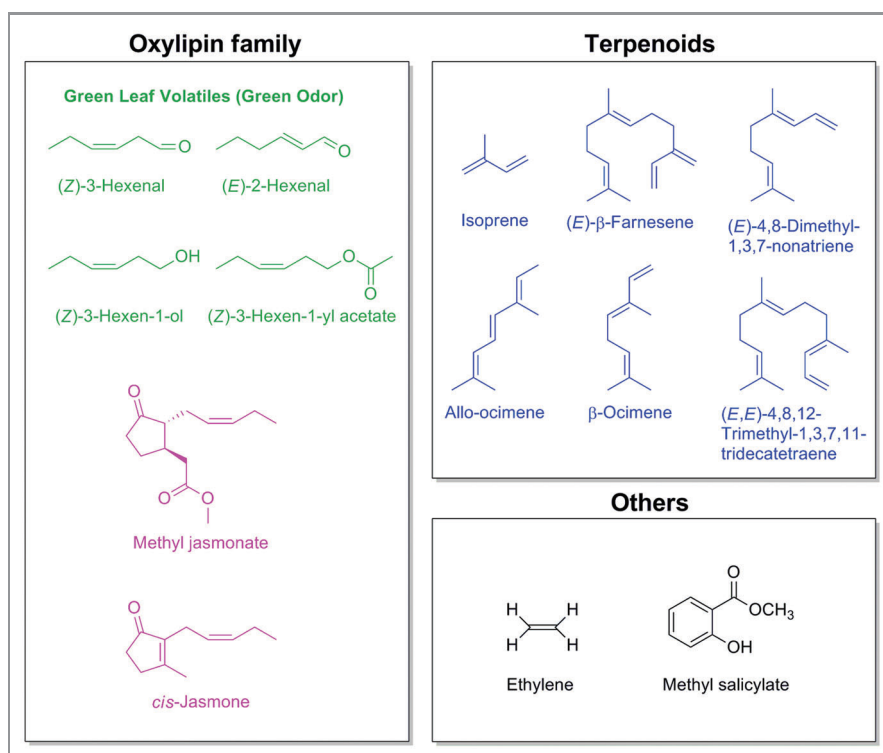 Oxylipin family
Green Leaf Volatiles (Green Odor)
O
O
(Z)-3-Hexenal
(E)-2-Hexenal
OH
O
O
(Z)-3-Hexen-1-ol
(Z)-3-Hexen-1-yl acetate
O
O
O
Methyl jasmonate
O
cis-Jasmone
Terpenoids
Isoprene
(E)-β-Farnesene
(E)-4,8-Dimethyl-
1,3,7-nonatriene
Allo-ocimene
β-Ocimene
(E,E)-4,8,12-
Trimethyl-1,3,7,11-
tridecatetraene
Others
H
H
H
H
Ethylene
O
OCH3
OH
Methyl salicylate